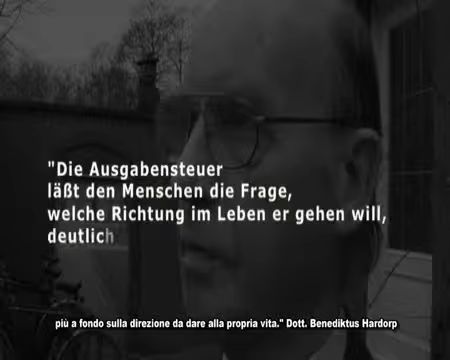 "Die Ausgabensteuer
läßt den Menschen die Frage,
welche Richtung im Leben er gehen will,
deutlich
più a fondo sulla direzione da dare alla propria vita." Dott. Benediktus Hardorp